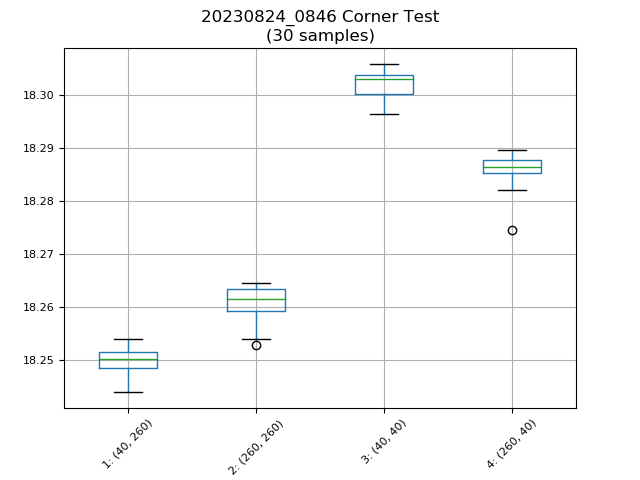 20230824_0846 Corner Test
(30 samples)
18.30
18.29
18.28
18.27
18.26
18.25
1: (40, 260)
2: (260, 260)
3: (40, 40)
4: (260, 40)